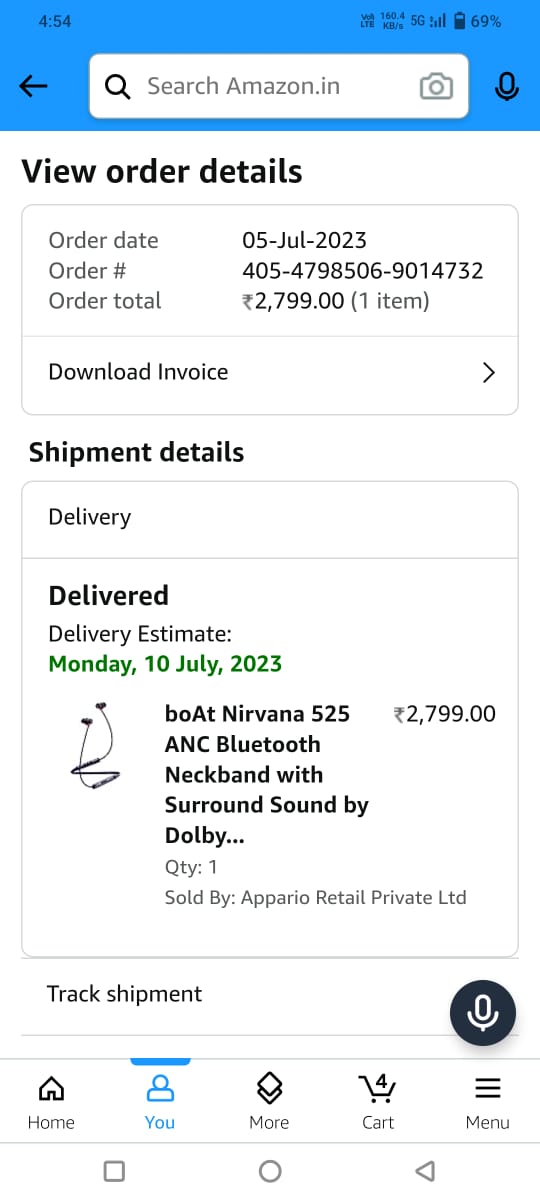 4:54
Vo) LTE 160.4 KB/s 5G 69%
Search Amazon.in
View order details
Order date 05-Jul-2023
Order # 405-4798506-9014732
Order total ₹2,799.00 (1 item)
Download Invoice
Shipment details
Delivery
Delivered
Delivery Estimate:
Monday, 10 July, 2023
boAt Nirvana 525 ₹2,799.00
ANC Bluetooth
Neckband with
Surround Sound by
Dolby...
Qty: 1
Sold By: Appario Retail Private Ltd
Track shipment
4
Home You More Cart Menu